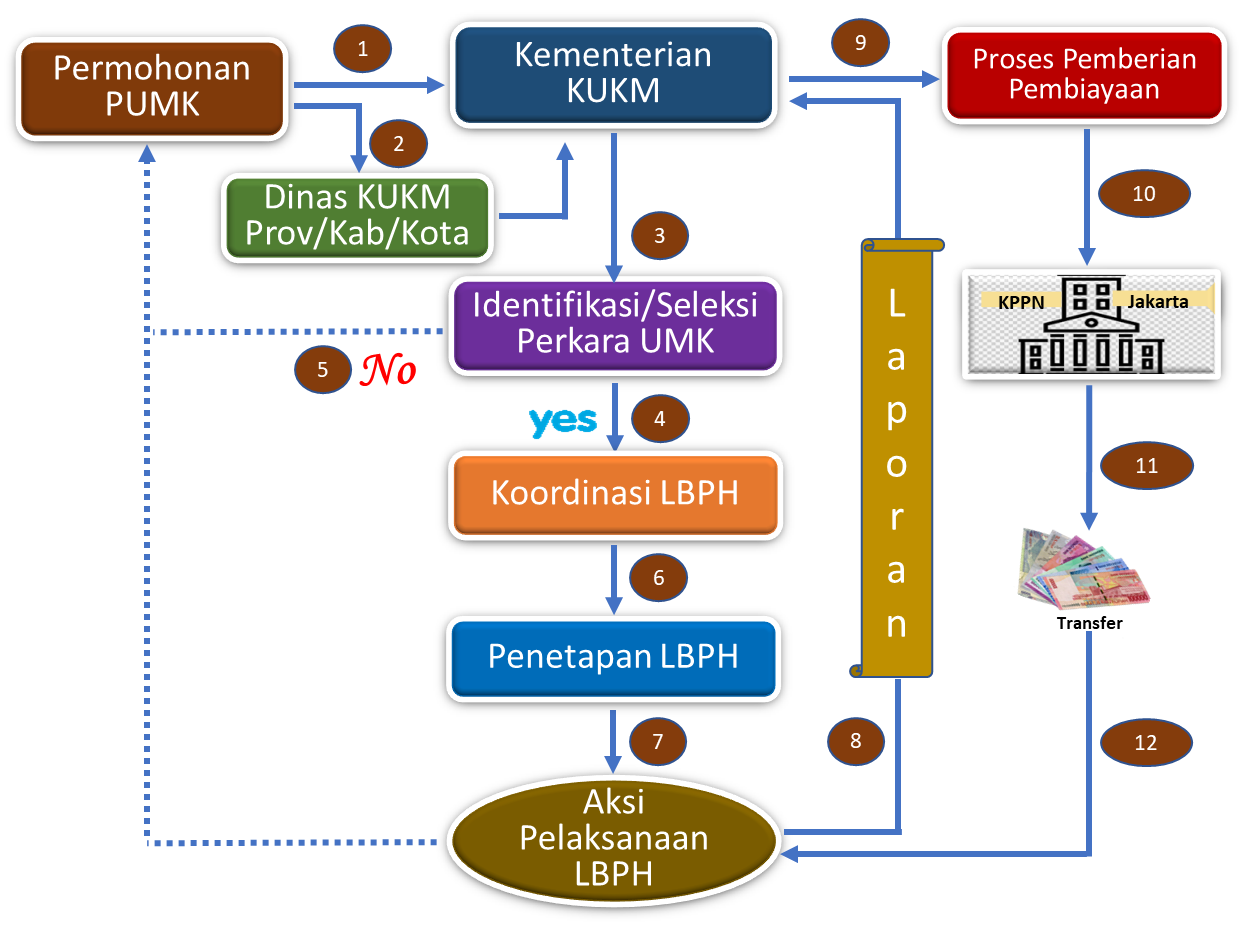 Permohonan
PUMK
1
Kementerian
KUKM
9
Proses Pemberian
Pembiayaan
2
Dinas KUKM
Prov/Kab/Kota
3
10
Identifikasi/Seleksi
Perkara UMK
KPPN
Jakarta
5
No
yes
4
Koordinasi LBPH
11
6
Penetapan LBPH
Laporan
Transfer
7
8
12
Aksi
Pelaksanaan
LBPH